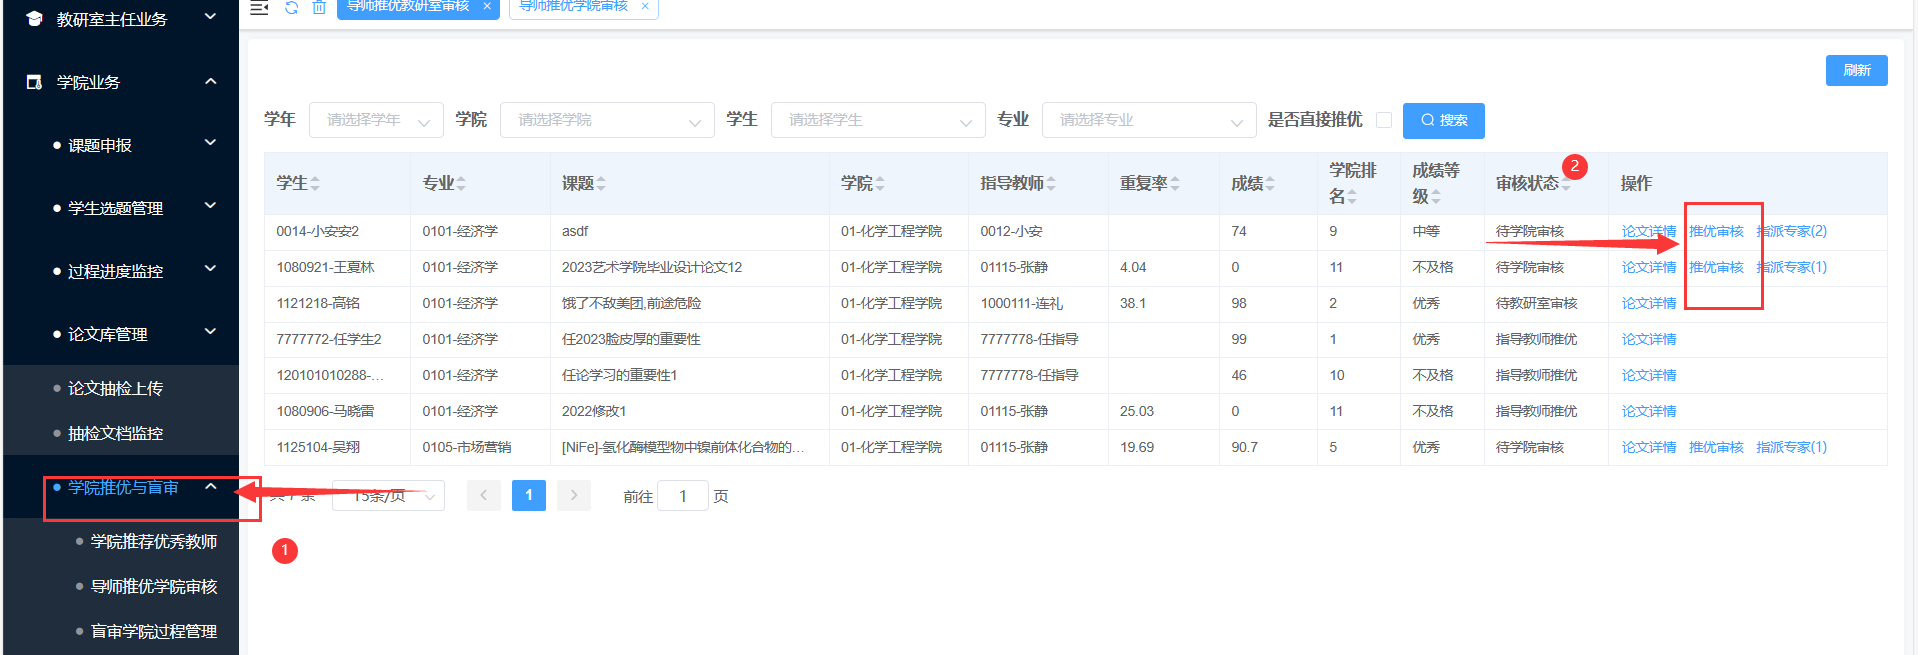 教研室主任业务
学院业务
课题申报
学生选题管理
过程进度监控
论文库管理
论文抽检上传
抽检文档监控
学院推优与盲审
学院推荐优秀教师
导师推优学院审核
盲审学院过程管理
导师推优教研室审核 × 导师推优学院审核 ×
刷新
学年 请选择学年 学院 请选择学院 学生 请选择学生 专业 请选择专业 是否直接推优 搜索
学生 专业 课题 学院 指导教师 重复率 成绩 学院排名 成绩等级 审核状态 操作
2
0014-小安安2 0101-经济学 asdf 01-化学工程学院 0012-小安 74 9 中等 待学院审核 论文详情 推优审核 指派专家(2)
1080921-王夏林 0101-经济学 2023艺术学院毕业设计论文12 01-化学工程学院 01115-张静 4.04 0 11 不及格 待学院审核 论文详情 推优审核 指派专家(1)
1121218-高铭 0101-经济学 饿了不敌美团,前途危险 01-化学工程学院 1000111-连礼 38.1 98 2 优秀 待教研室审核 论文详情
7777772-任学生2 0101-经济学 任2023脸皮厚的重要性 01-化学工程学院 7777778-任指导 99 1 优秀 指导教师推优 论文详情
120101010288-... 0101-经济学 任论学习的重要性1 01-化学工程学院 7777778-任指导 46 10 不及格 指导教师推优 论文详情
1080906-马晓雷 0101-经济学 2022修改1 01-化学工程学院 01115-张静 25.03 0 11 不及格 指导教师推优 论文详情
1125104-吴翔 0105-市场营销 [NiFe]-氢化酶模型物中镍前体化合物的... 01-化学工程学院 01115-张静 19.69 90.7 5 优秀 待学院审核 论文详情 推优审核 指派专家(1)
共 7 条 15条/页 1 前往 1 页
1